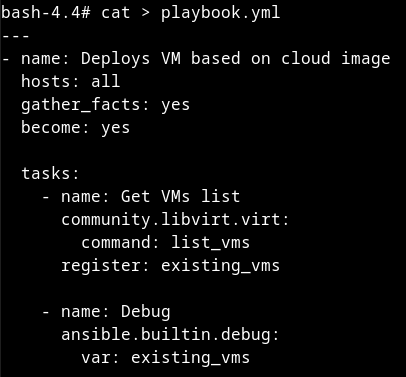 bash-4.4# cat > playbook.yml
---
- name: Deploys VM based on cloud image
  hosts: all
  gather_facts: yes
  become: yes

  tasks:
    - name: Get VMs list
      community.libvirt.virt:
        command: list_vms
      register: existing_vms

    - name: Debug
      ansible.builtin.debug:
        var: existing_vms